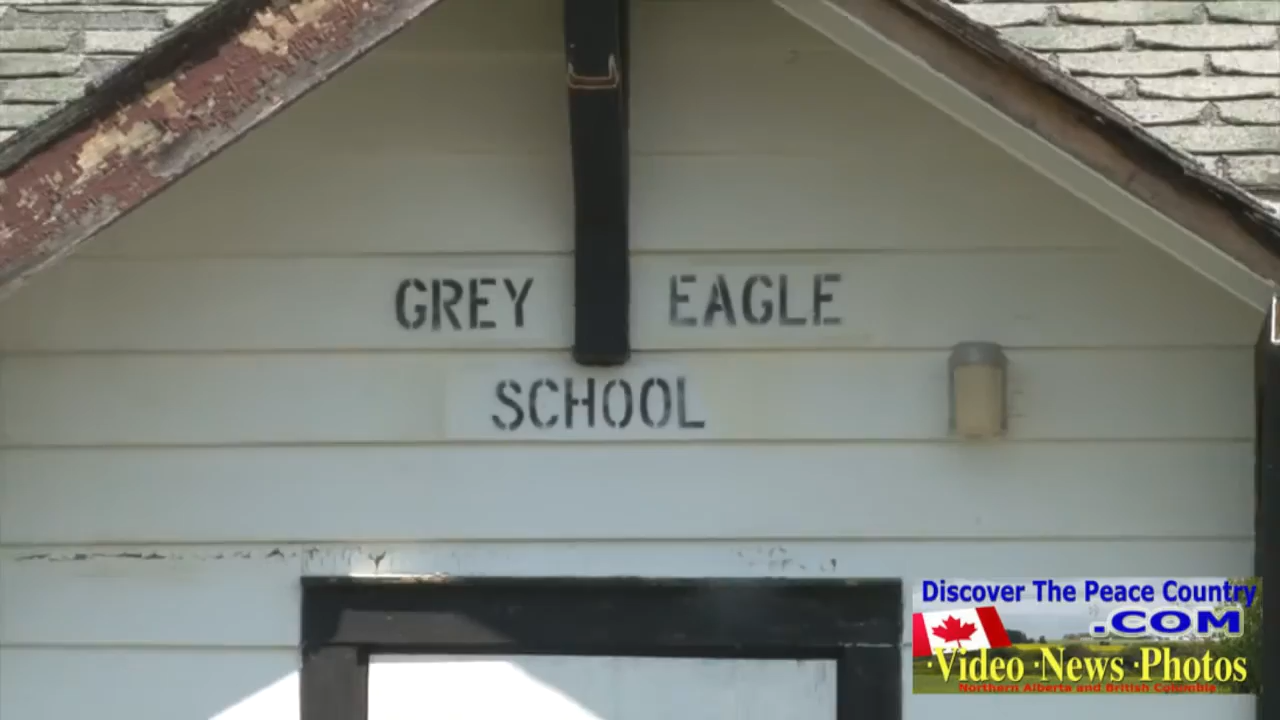 GREY EAGLE
SCHOOL
Discover The Peace Country
.COM
·Video ·News ·Photos
Northern Alberta and British Columbia